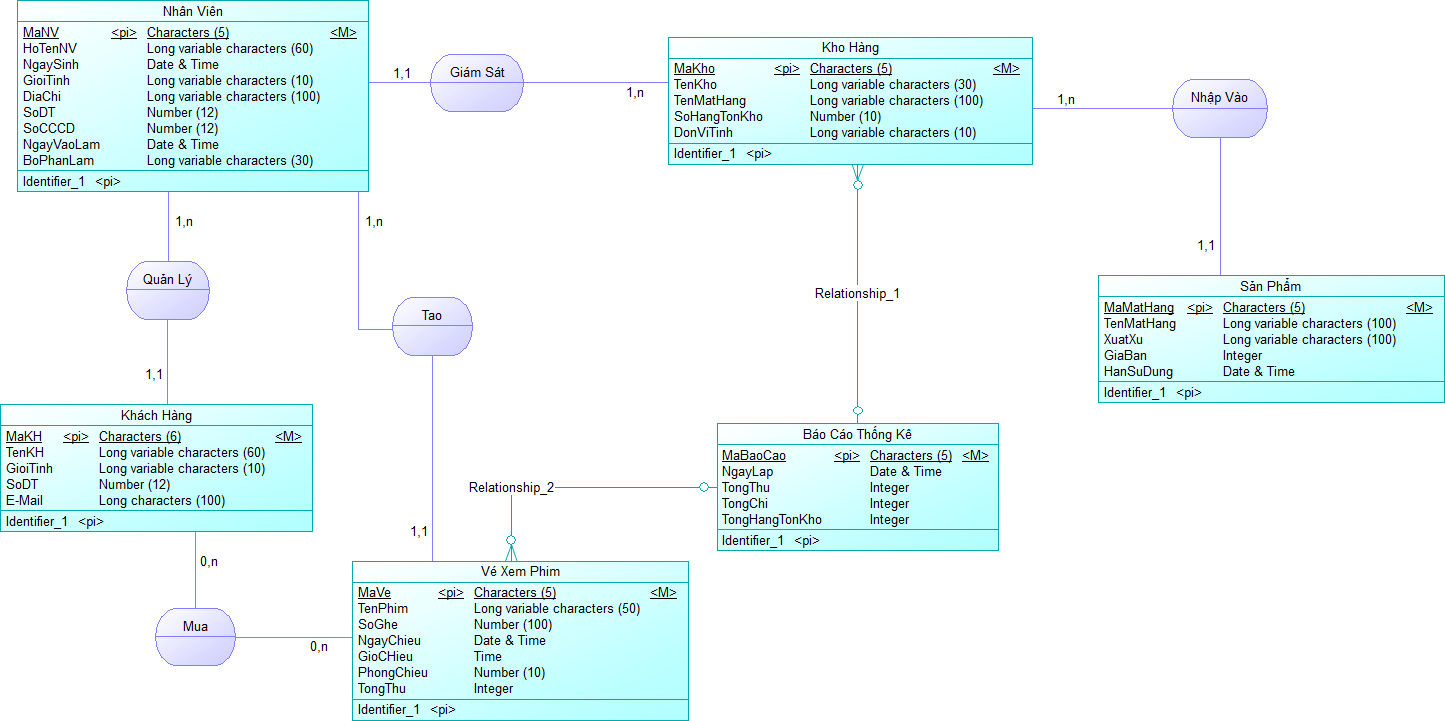 Nhân Viên
MaNV <pi> Characters (5) <M>
HoTenNV Long variable characters (60)
NgaySinh Date & Time
GioiTinh Long variable characters (10)
DiaChi Long variable characters (100)
SoDT Number (12)
SoCCCD Number (12)
NgayVaoLam Date & Time
BoPhanLam Long variable characters (30)
Identifier_1 <pi>
1,1
Giám Sát
1,n
Kho Hàng
MaKho <pi> Characters (5) <M>
TenKho Long variable characters (30)
TenMatHang Long variable characters (100)
SoHangTonKho Number (10)
DonViTinh Long variable characters (10)
Identifier_1 <pi>
1,n
Nhập Vào
1,1
Sản Phẩm
MaMatHang <pi> Characters (5) <M>
TenMatHang Long variable characters (100)
XuatXu Long variable characters (100)
GiaBan Integer
HanSuDung Date & Time
Identifier_1 <pi>
1,n
Quản Lý
1,1
1,n
Tao
1,1
Relationship_1
Khách Hàng
MaKH <pi> Characters (6) <M>
TenKH Long variable characters (60)
GioiTinh Long variable characters (10)
SoDT Number (12)
E-Mail Long characters (100)
Identifier_1 <pi>
Báo Cáo Thống Kê
MaBaoCao <pi> Characters (5) <M>
NgayLap Date & Time
TongThu Integer
TongChi Integer
TongHangTonKho Integer
Identifier_1 <pi>
Relationship_2
0,n
Mua
0,n
Vé Xem Phim
MaVe <pi> Characters (5) <M>
TenPhim Long variable characters (50)
SoGhe Number (100)
NgayChieu Date & Time
GioCHieu Time
PhongChieu Number (10)
TongThu Integer
Identifier_1 <pi>